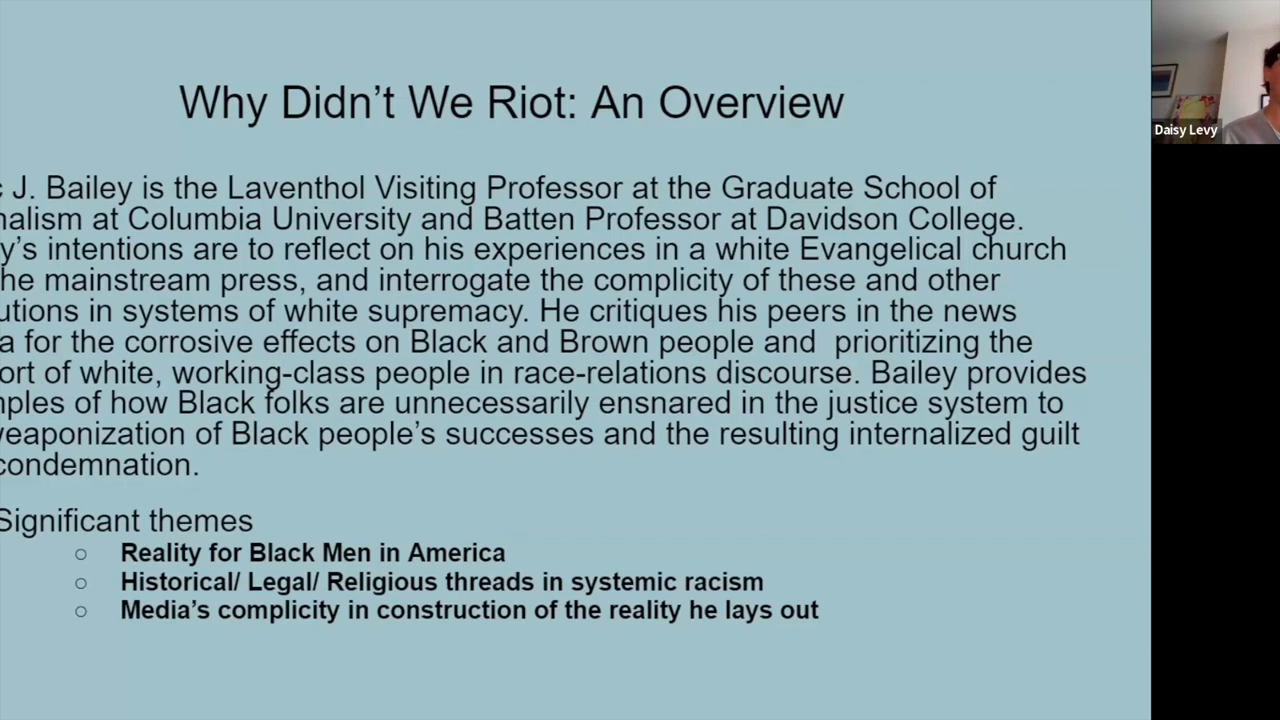 Why Didn't We Riot: An Overview
J. Bailey is the Laventhol Visiting Professor at the Graduate School of
nalism at Columbia University and Batten Professor at Davidson College.
y's intentions are to reflect on his experiences in a white Evangelical church
he mainstream press, and interrogate the complicity of these and other
utions in systems of white supremacy. He critiques his peers in the news
a for the corrosive effects on Black and Brown people and  prioritizing the
ort of white, working-class people in race-relations discourse. Bailey provides
ples of how Black folks are unnecessarily ensnared in the justice system to
weaponization of Black people's successes and the resulting internalized guilt
condemnation.
Significant themes
○ Reality for Black Men in America
○ Historical/ Legal/ Religious threads in systemic racism
○ Media's complicity in construction of the reality he lays out
Daisy Levy